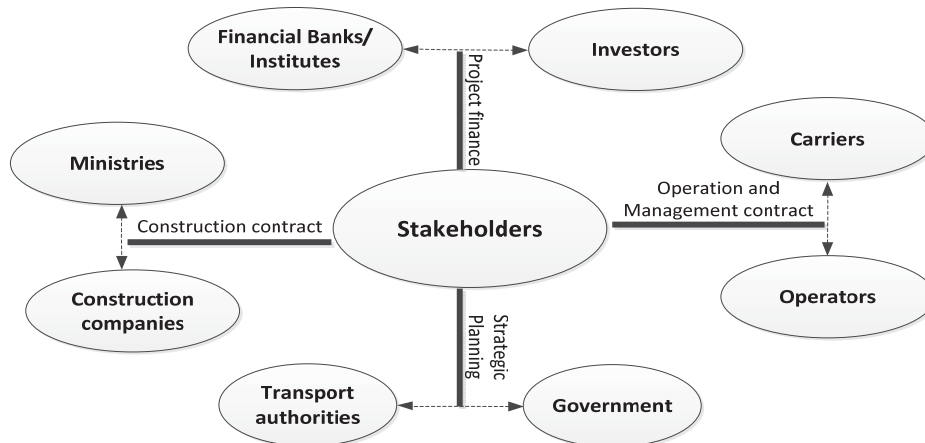 Financial Banks/
Institutes
Investors
Project finance
Ministries
Carriers
Operation and
Management contract
Construction contract
Stakeholders
Construction
companies
Operators
Strategic
Planning
Transport
authorities
Government